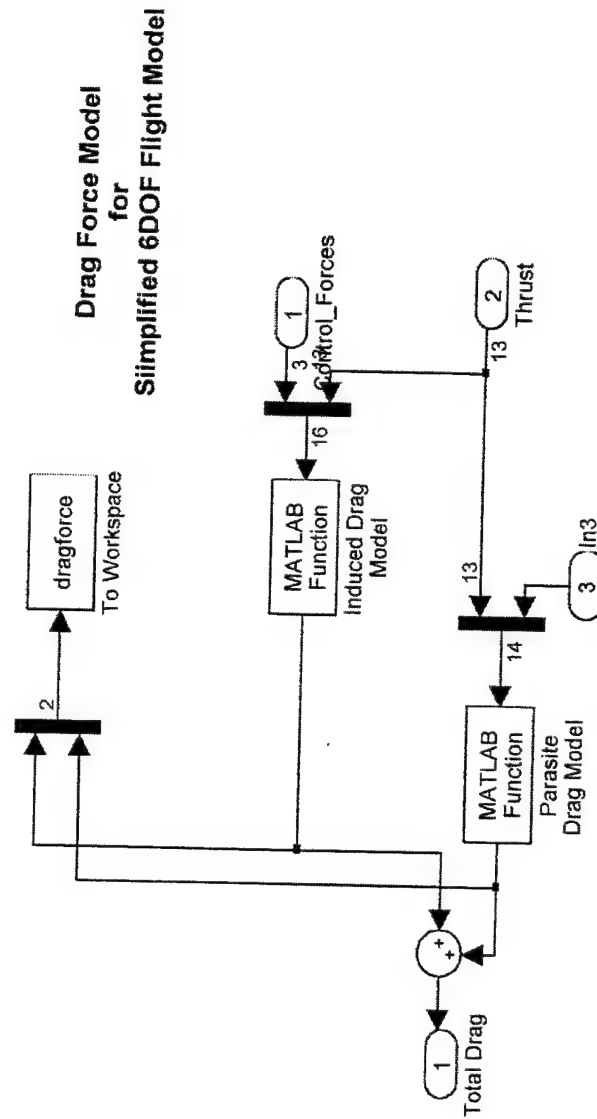 Drag Force Model
for
Siimplified 6DOF Flight Model
dragforce
To Workspace
2
1
Control_Forces
3
13
16
MATLAB
Function
Induced Drag
Model
2
Thrust
13
13
3
In3
14
MATLAB
Function
Parasite
Drag Model
+
+
1
Total Drag